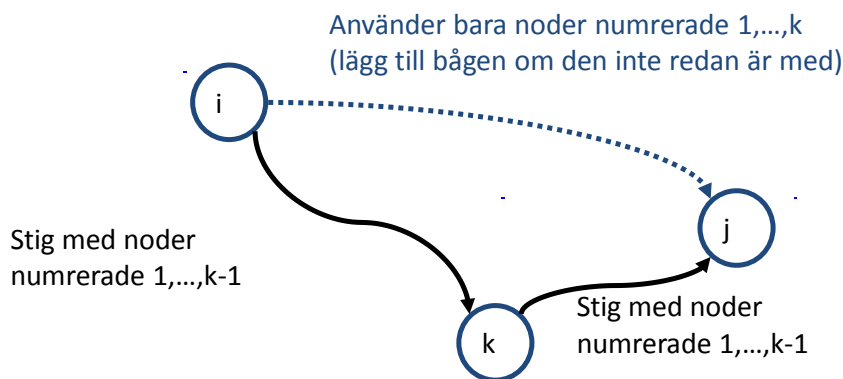 Använder bara noder numrerade 1,...,k
(lägg till bågen om den inte redan är med)
i
j
Stig med noder
numrerade 1,...,k-1
k
Stig med noder
numrerade 1,...,k-1